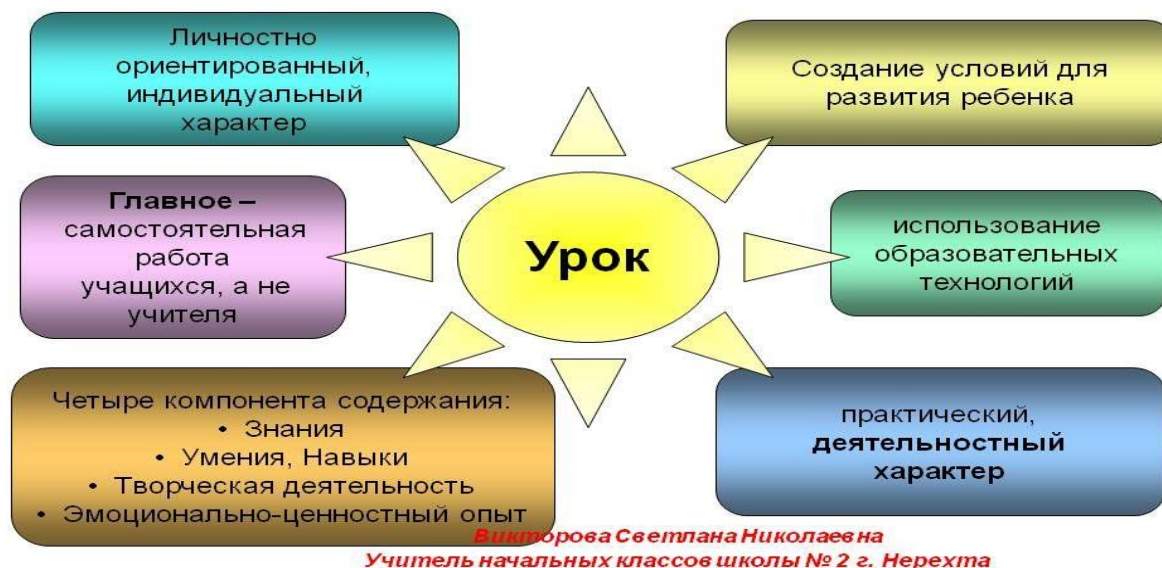 Личностно
ориентированный,
индивидуальный
характер
Создание условий для
развития ребенка
Главное –
самостоятельная
работа
учащихся, а не
учителя
Урок
использование
образовательных
технологий
Четыре компонента содержания:
• Знания
• Умения, Навыки
• Творческая деятельность
• Эмоционально-ценностный опыт
практический,
деятельностный
характер
Викторова Светлана Николаевна
Учитель начальных классов школы № 2 г. Нерехта